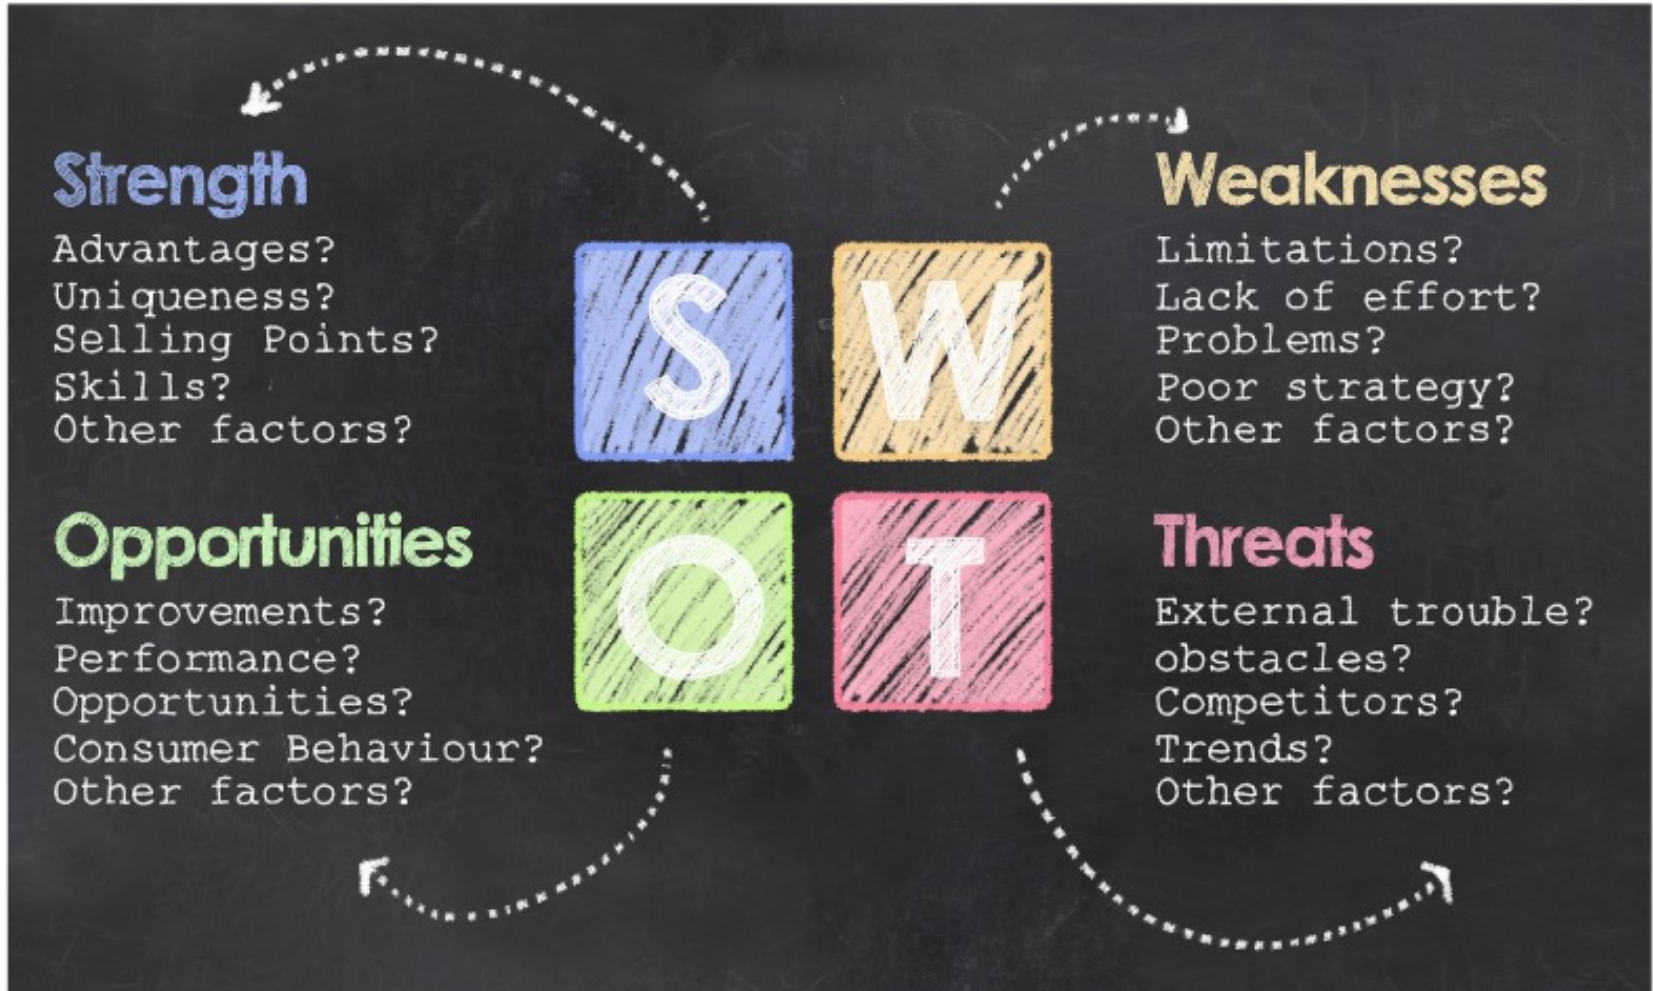 Strength
Advantages?
Uniqueness?
Selling Points?
Skills?
Other factors?
S
W
Weaknesses
Limitations?
Lack of effort?
Problems?
Poor strategy?
Other factors?
Opportunities
Improvements?
Performance?
Opportunities?
Consumer Behaviour?
Other factors?
O
T
Threats
External trouble?
obstacles?
Competitors?
Trends?
Other factors?